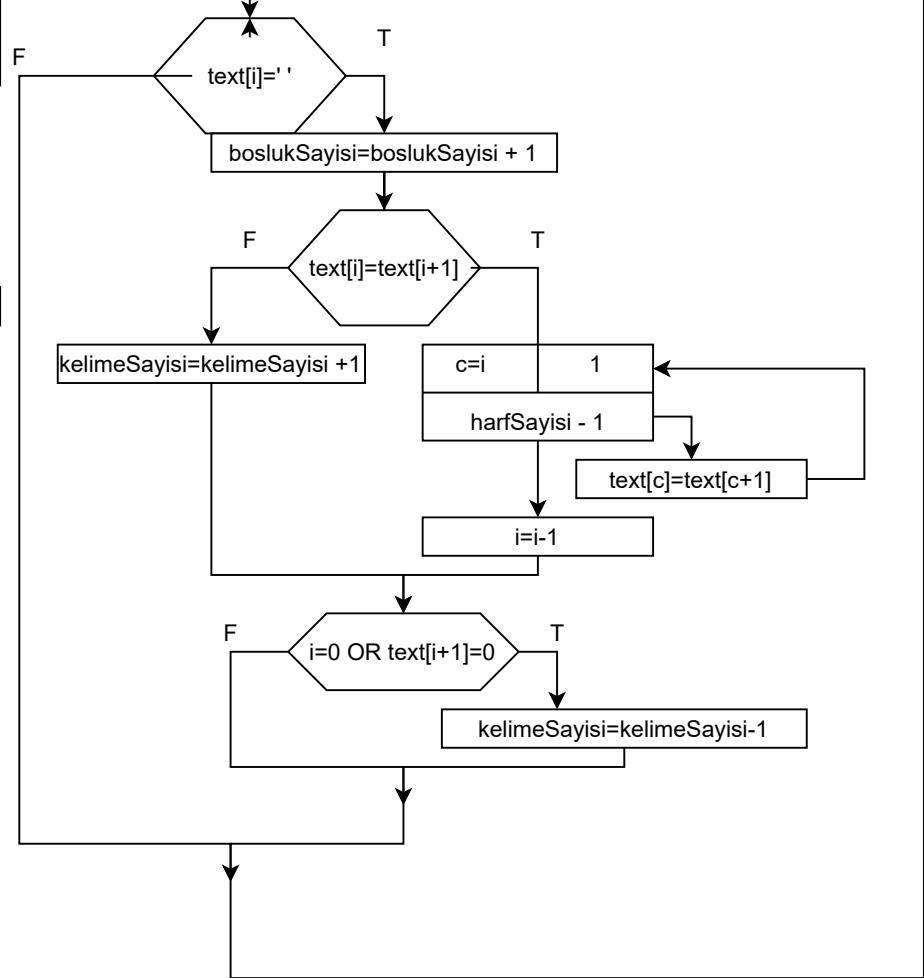 F
T
text[i]=' '
boslukSayisi=boslukSayisi + 1
F
T
text[i]=text[i+1]
kelimeSayisi=kelimeSayisi +1
c=i
1
harfSayisi - 1
text[c]=text[c+1]
i=i-1
F
T
i=0 OR text[i+1]=0
kelimeSayisi=kelimeSayisi-1